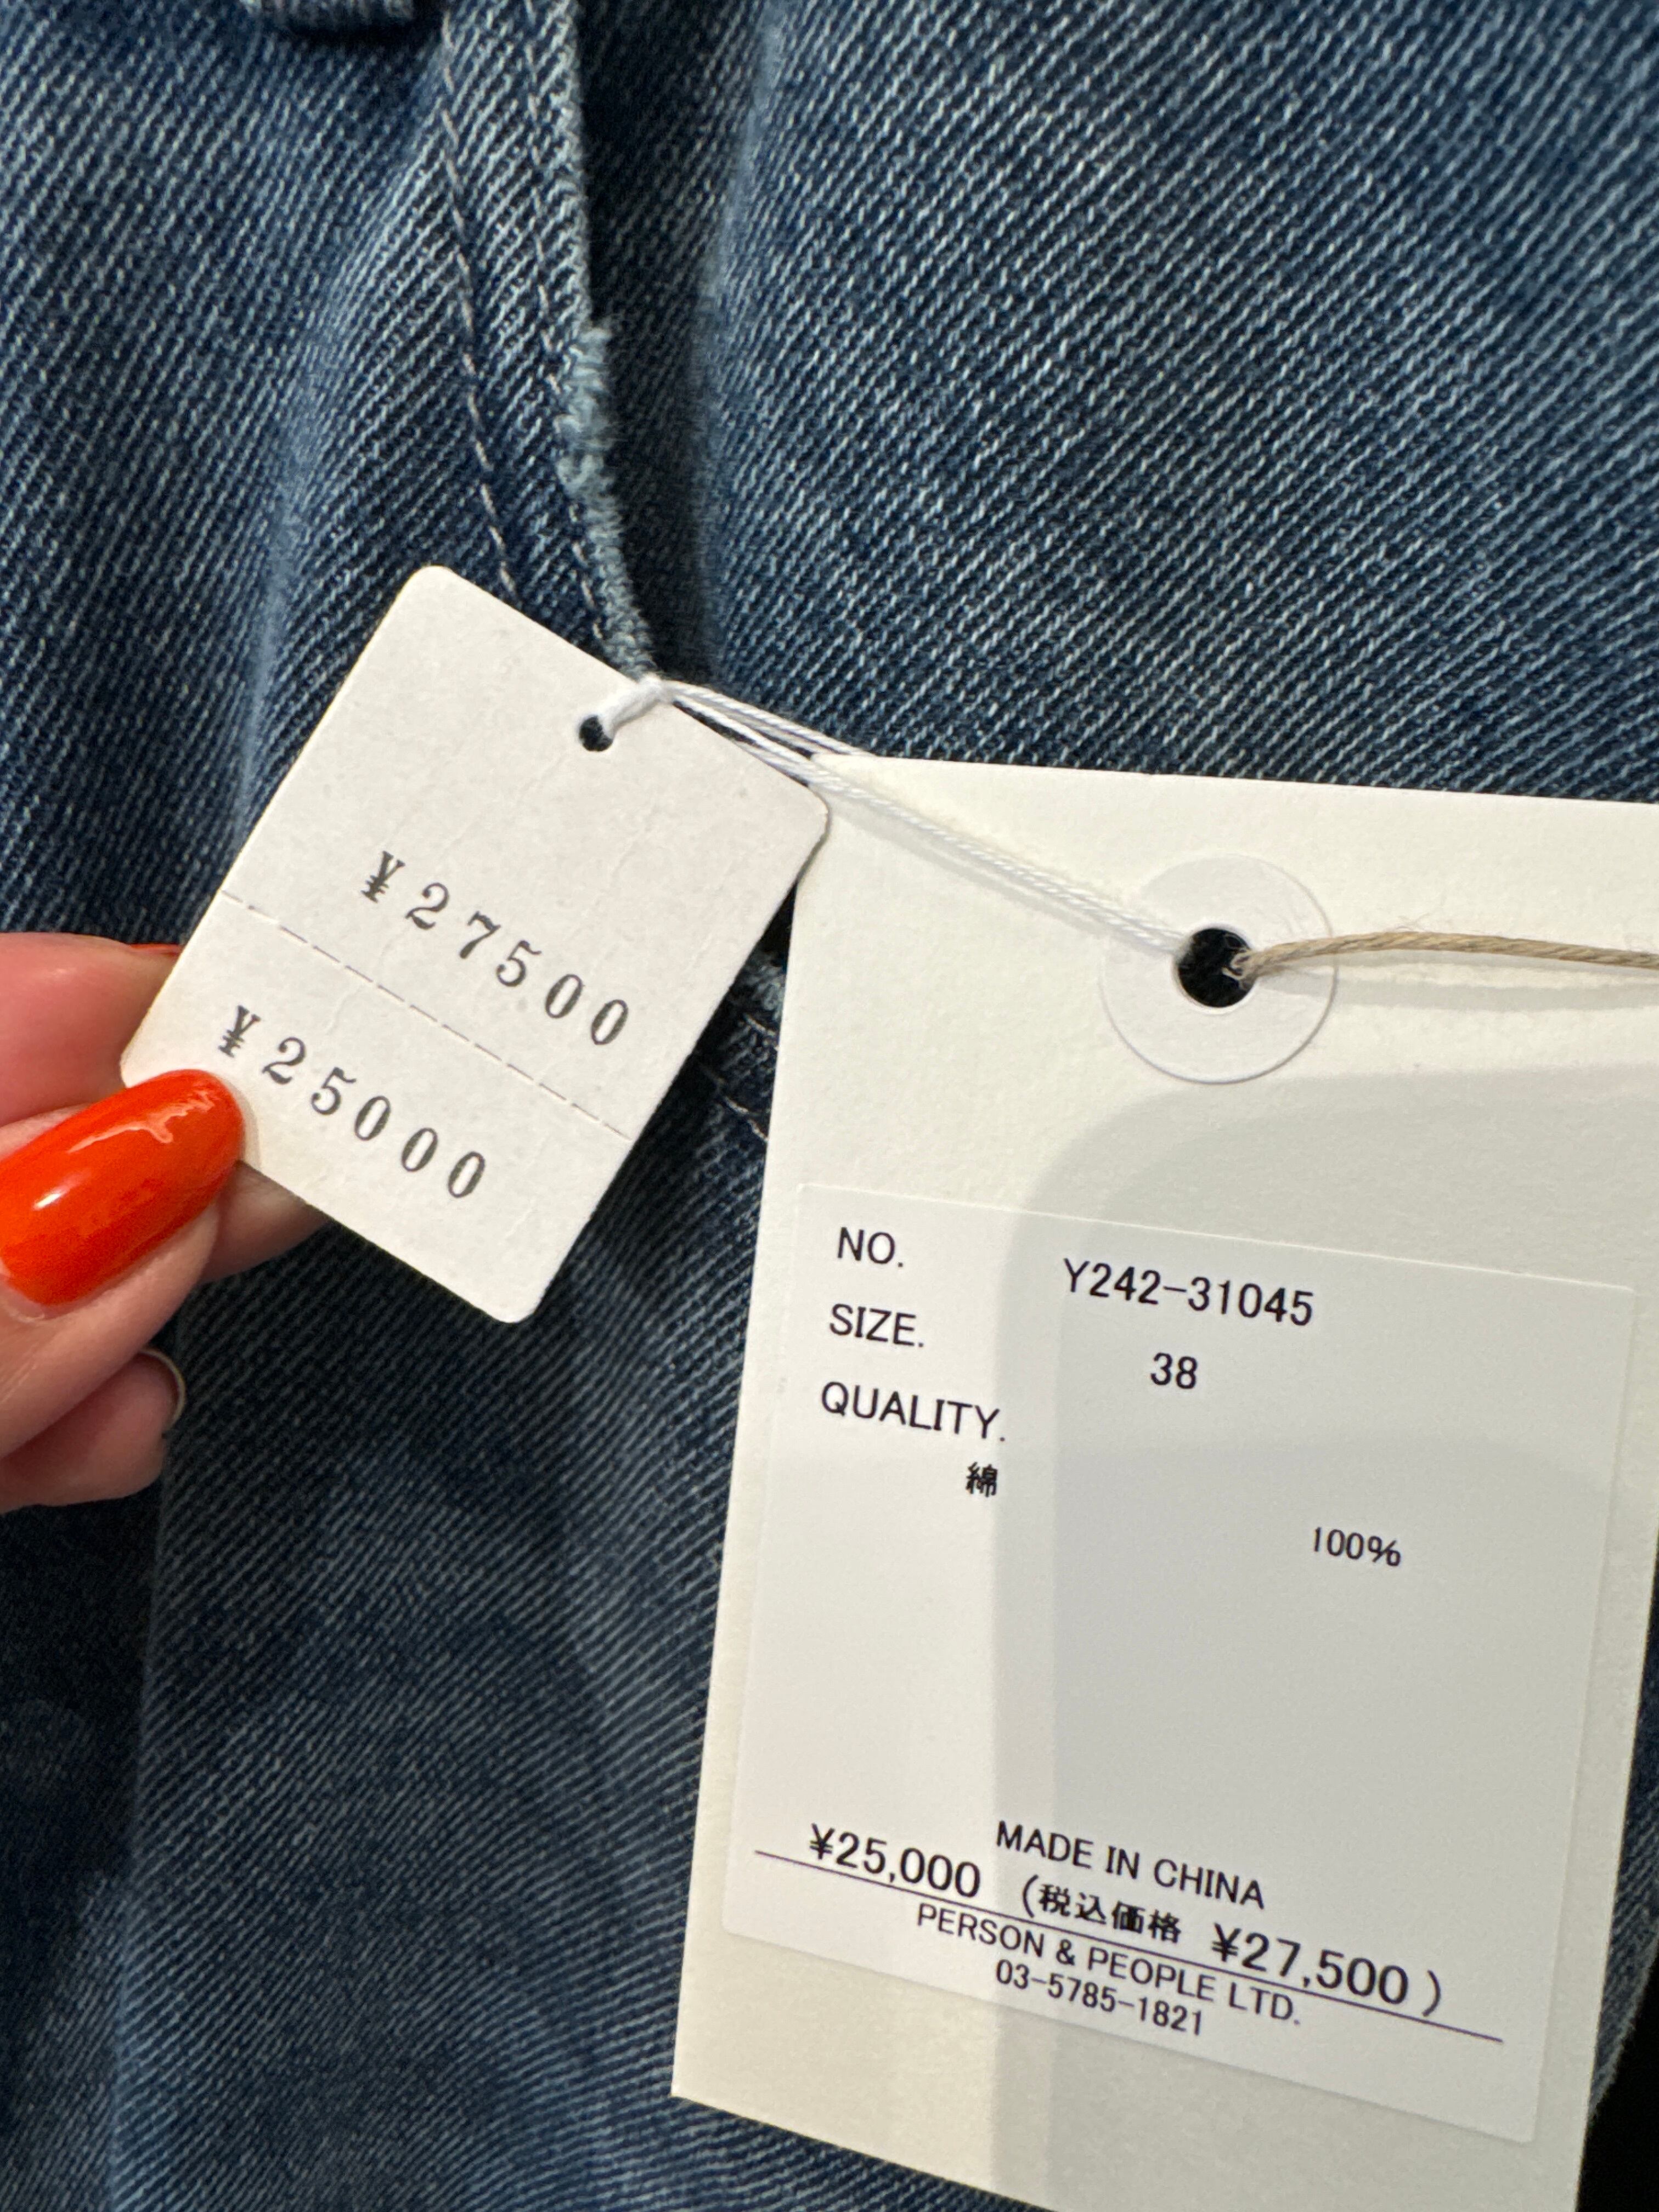 ¥27500
¥25000
NO. Y242-31045
SIZE. 38
QUALITY.
綿
100%
MADE IN CHINA
¥25,000 (税込価格 ¥27,500)
PERSON & PEOPLE LTD.
03-5785-1821